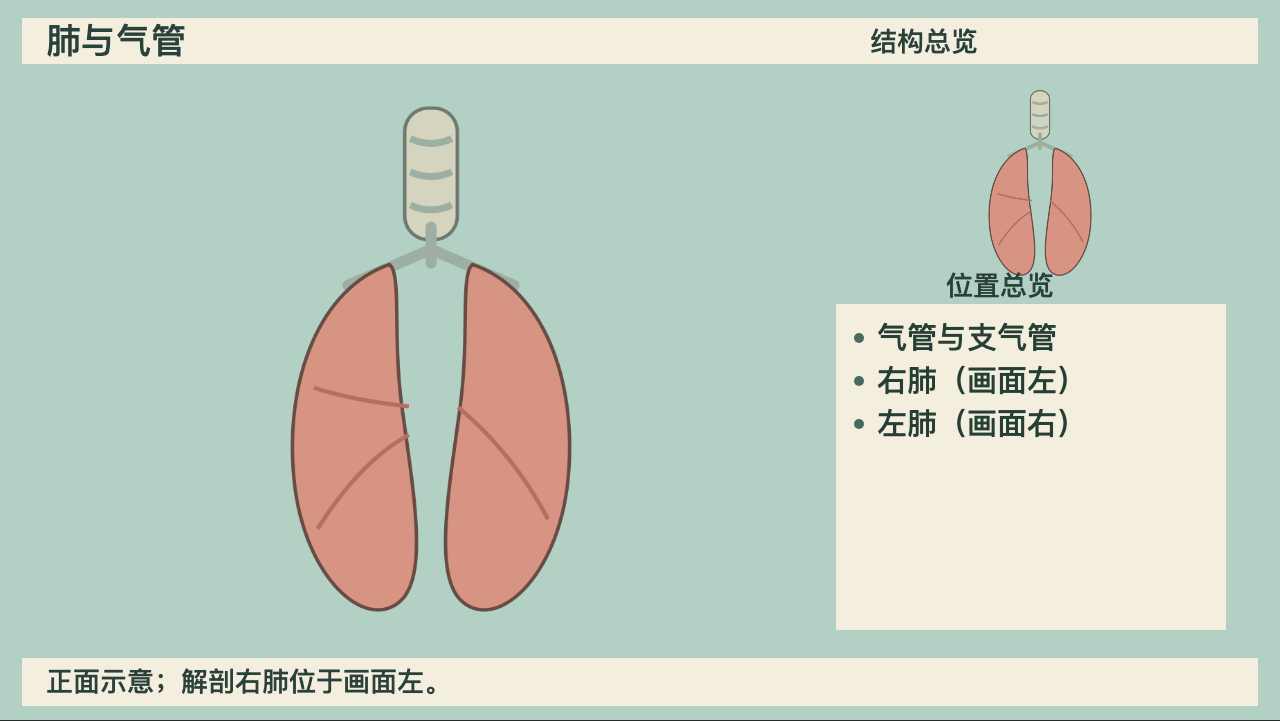 肺与气管
结构总览
位置总览
气管与支气管
右肺（画面左）
左肺（画面右）
正面示意；解剖右肺位于画面左。